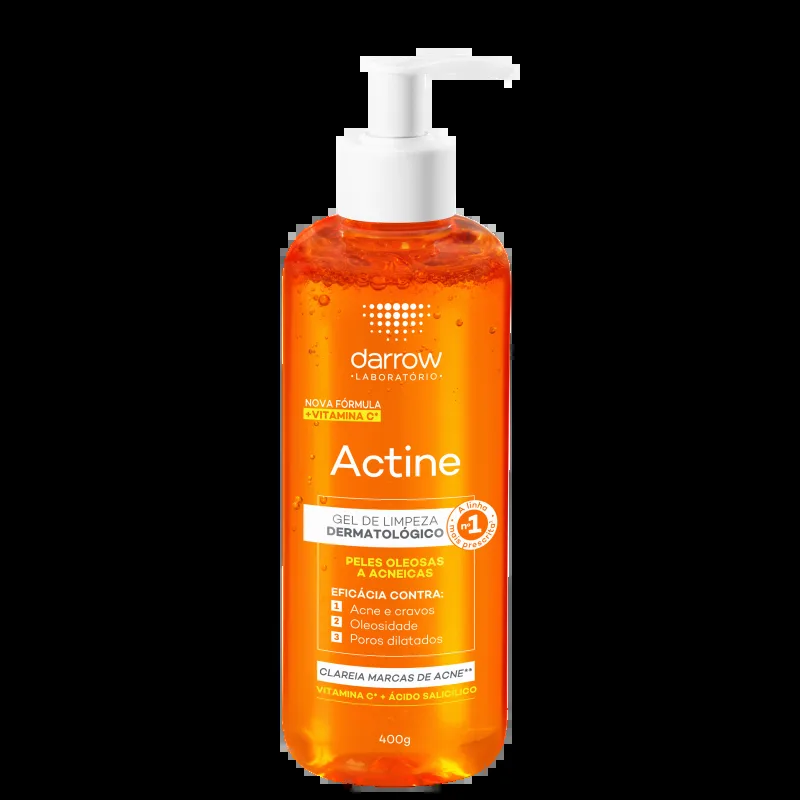 darrow
•LABORATÓRIO•
NOVA FÓRMULA
+VITAMINA C*
Actine
GEL DE LIMPEZA
DERMATOLÓGICO
A linha
nº1
mais prescrita
PELES OLEOSAS
A ACNEICAS
EFICÁCIA CONTRA:
1 Acne e cravos
2 Oleosidade
3 Poros dilatados
CLAREIA MARCAS DE ACNE**
VITAMINA C* + ÁCIDO SALICÍLICO
400g